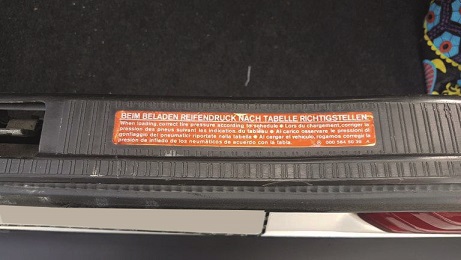 BEIM BELADEN REIFENDRUCK NACH TABELLE RICHTIGSTELLEN
When loading correct tire pressure according to schedule ● Lors du chargement, corriger la
pression des pneus suivant les indications du tableau ● Al carico osservare le pressioni di
gonfiaggio dei pneumatici riportate nella tabella ● Al cargar el vehículo, rogamos corregir la
presión de inflado de los neumáticos de acuerdo con la tabla.